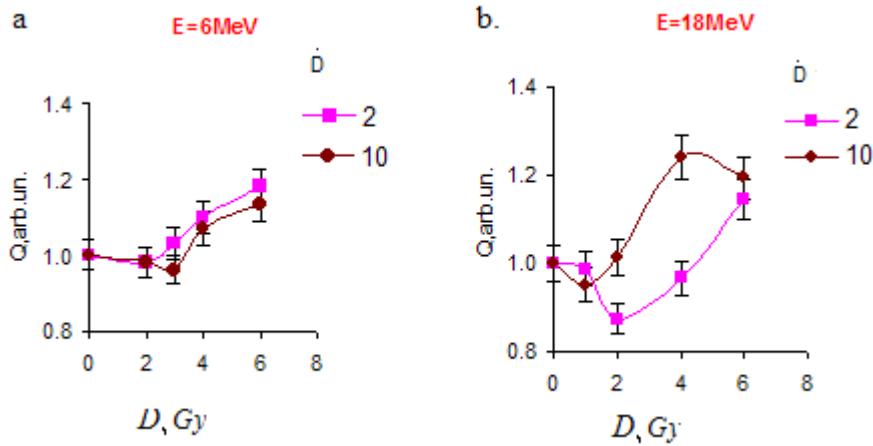 a
E=6MeV
Ḋ
2
10
1.4
1.2
1.0
0.8
Q,arb.un.
0 2 4 6 8
D, Gy
b.
E=18MeV
Ḋ
2
10
1.4
1.2
1.0
0.8
Q,arb.un.
0 2 4 6 8
D, Gy